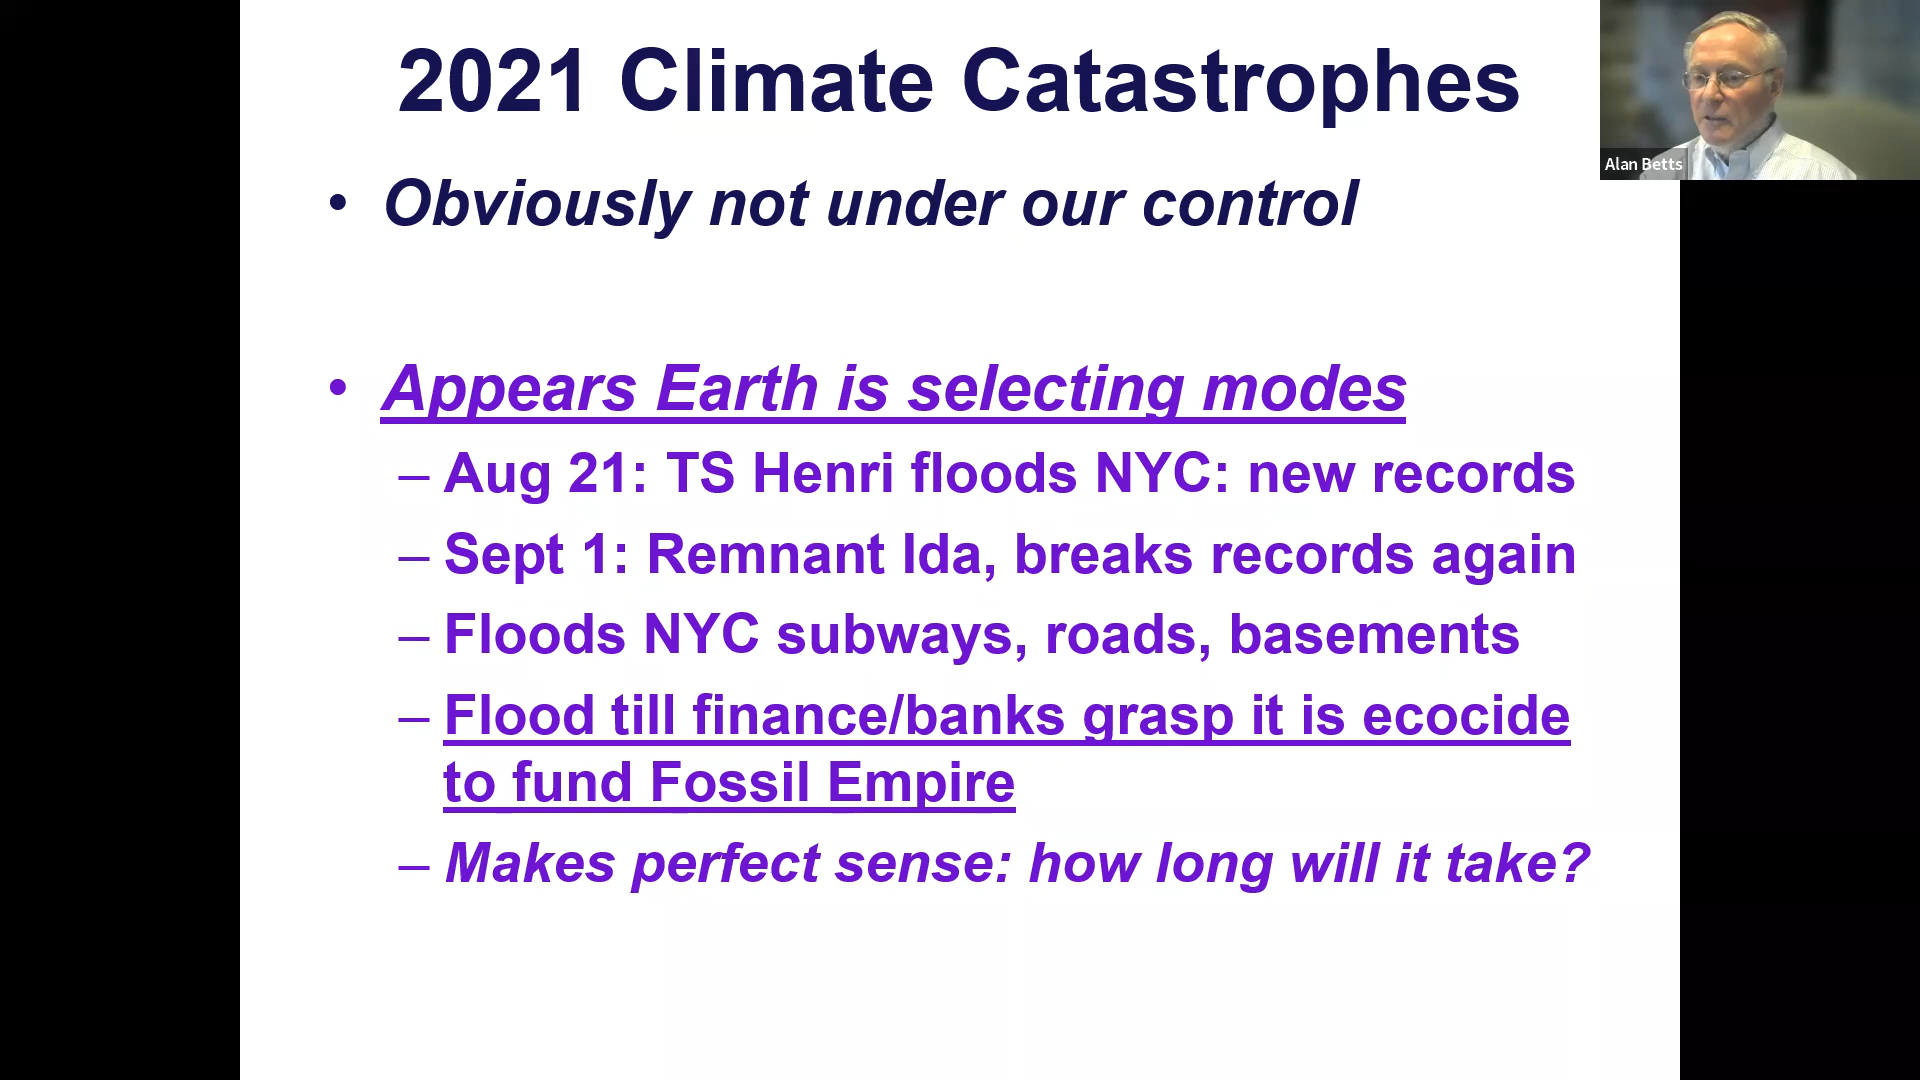 2021 Climate Catastrophes
Alan Betts
• Obviously not under our control
• Appears Earth is selecting modes
– Aug 21: TS Henri floods NYC: new records
– Sept 1: Remnant Ida, breaks records again
– Floods NYC subways, roads, basements
– Flood till finance/banks grasp it is ecocide
to fund Fossil Empire
– Makes perfect sense: how long will it take?